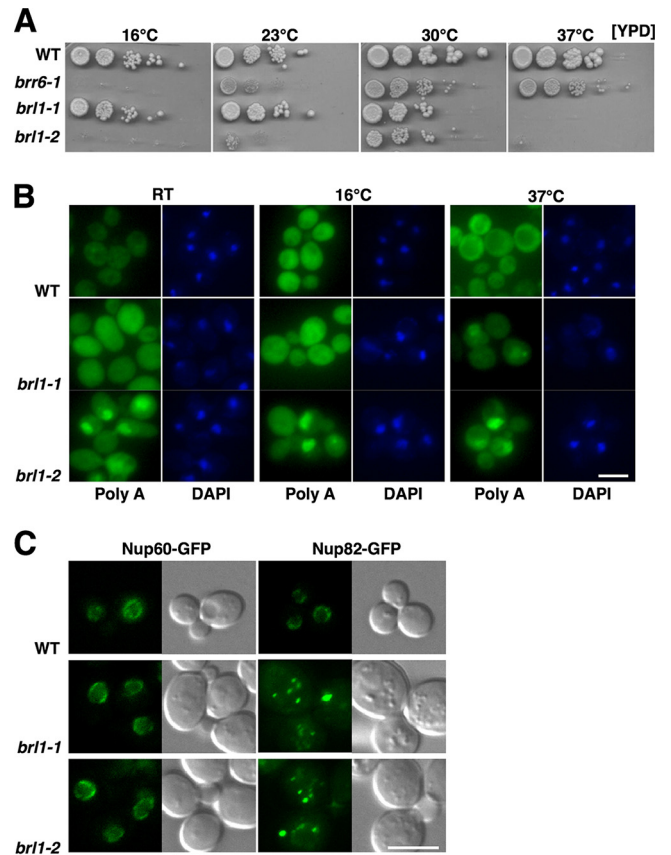 A
16°C 23°C 30°C 37°C [YPD]
WT
brr6-1
brl1-1
brl1-2
B
RT 16°C 37°C
WT
brl1-1
brl1-2
Poly A DAPI Poly A DAPI Poly A DAPI
C
Nup60-GFP Nup82-GFP
WT
brl1-1
brl1-2